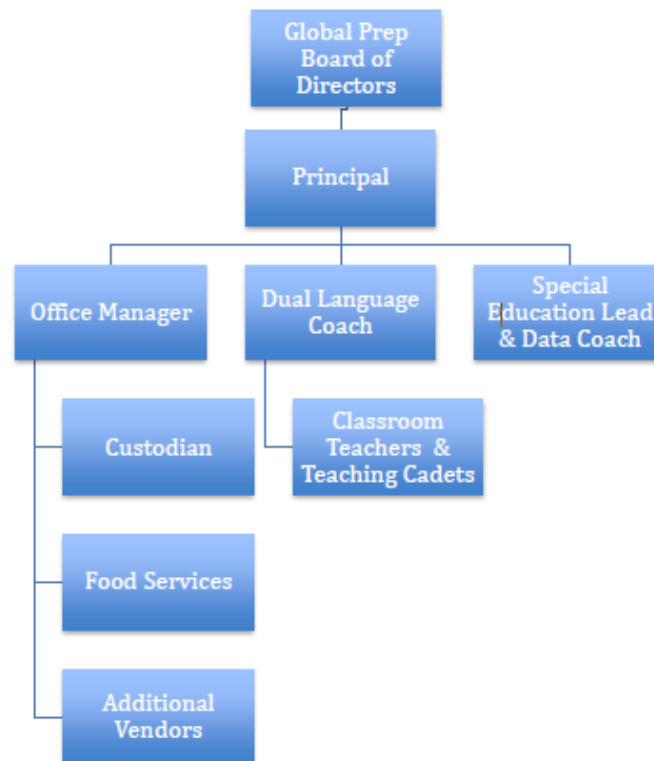 Global Prep
Board of
Directors
Principal
Office Manager
Dual Language
Coach
Special
Education Lead
& Data Coach
Custodian
Classroom
Teachers &
Teaching Cadets
Food Services
Additional
Vendors